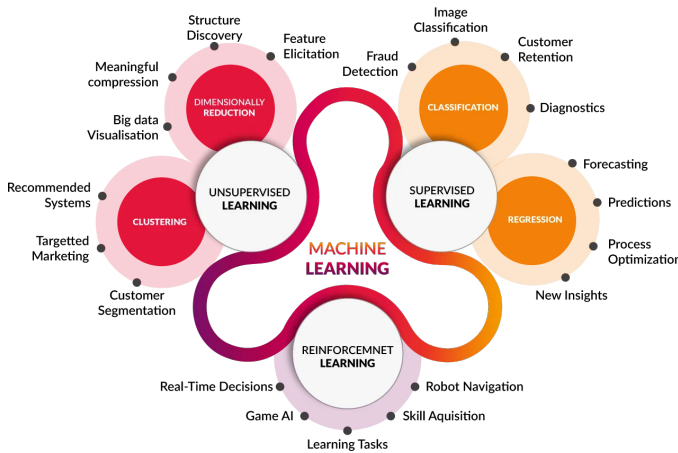 Structure
Discovery
Feature
Elicitation
Meaningful
compression
Big data
Visualisation
DIMENSIONALLY
REDUCTION
UNSUPERVISED
LEARNING
Recommended
Systems
Targetted
Marketing
Customer
Segmentation
CLUSTERING
Image
Classification
Fraud
Detection
Customer
Retention
Diagnostics
CLASSIFICATION
SUPERVISED
LEARNING
Forecasting
Predictions
Process
Optimization
New Insights
REGRESSION
MACHINE
LEARNING
REINFORCEMNET
LEARNING
Real-Time Decisions
Game AI
Learning Tasks
Skill Aquisition
Robot Navigation